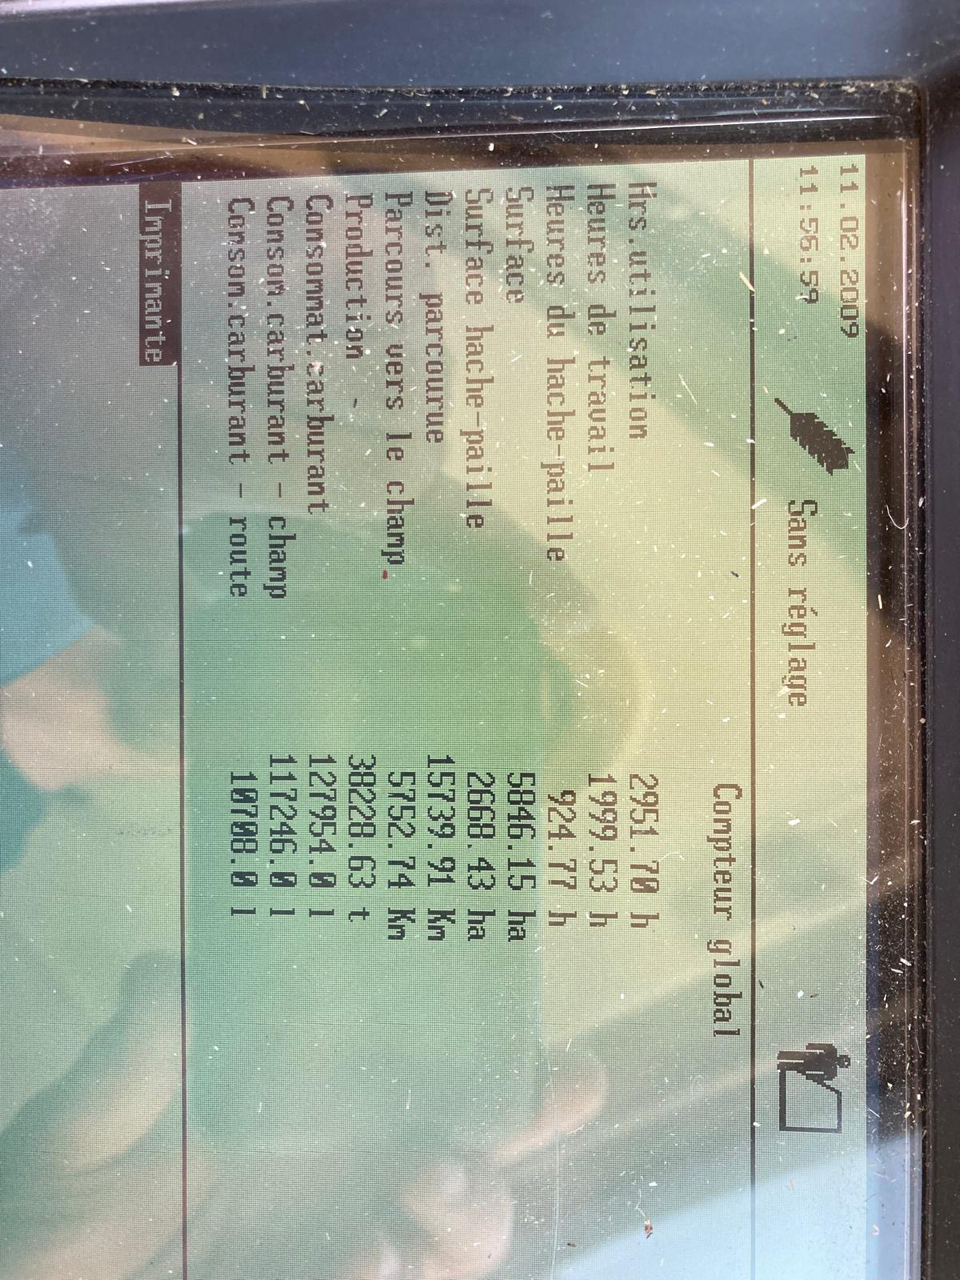 11.02.2009
11:56:59
Sans réglage
Compteur global
Hrs.utilisation 2951.70 h
Heures de travail 1999.53 h
Heures du hache-paille 924.77 h
Surface 5846.15 ha
Surface hache-paille 2668.43 ha
Dist. parcourue 15739.91 Km
Parcours vers le champ 5752.74 Km
Production 38228.63 t
Consommat.carburant 127954.0 l
Consom.carburant - champ 117246.0 l
Consom.carburant - route 10708.0 l
Imprimante